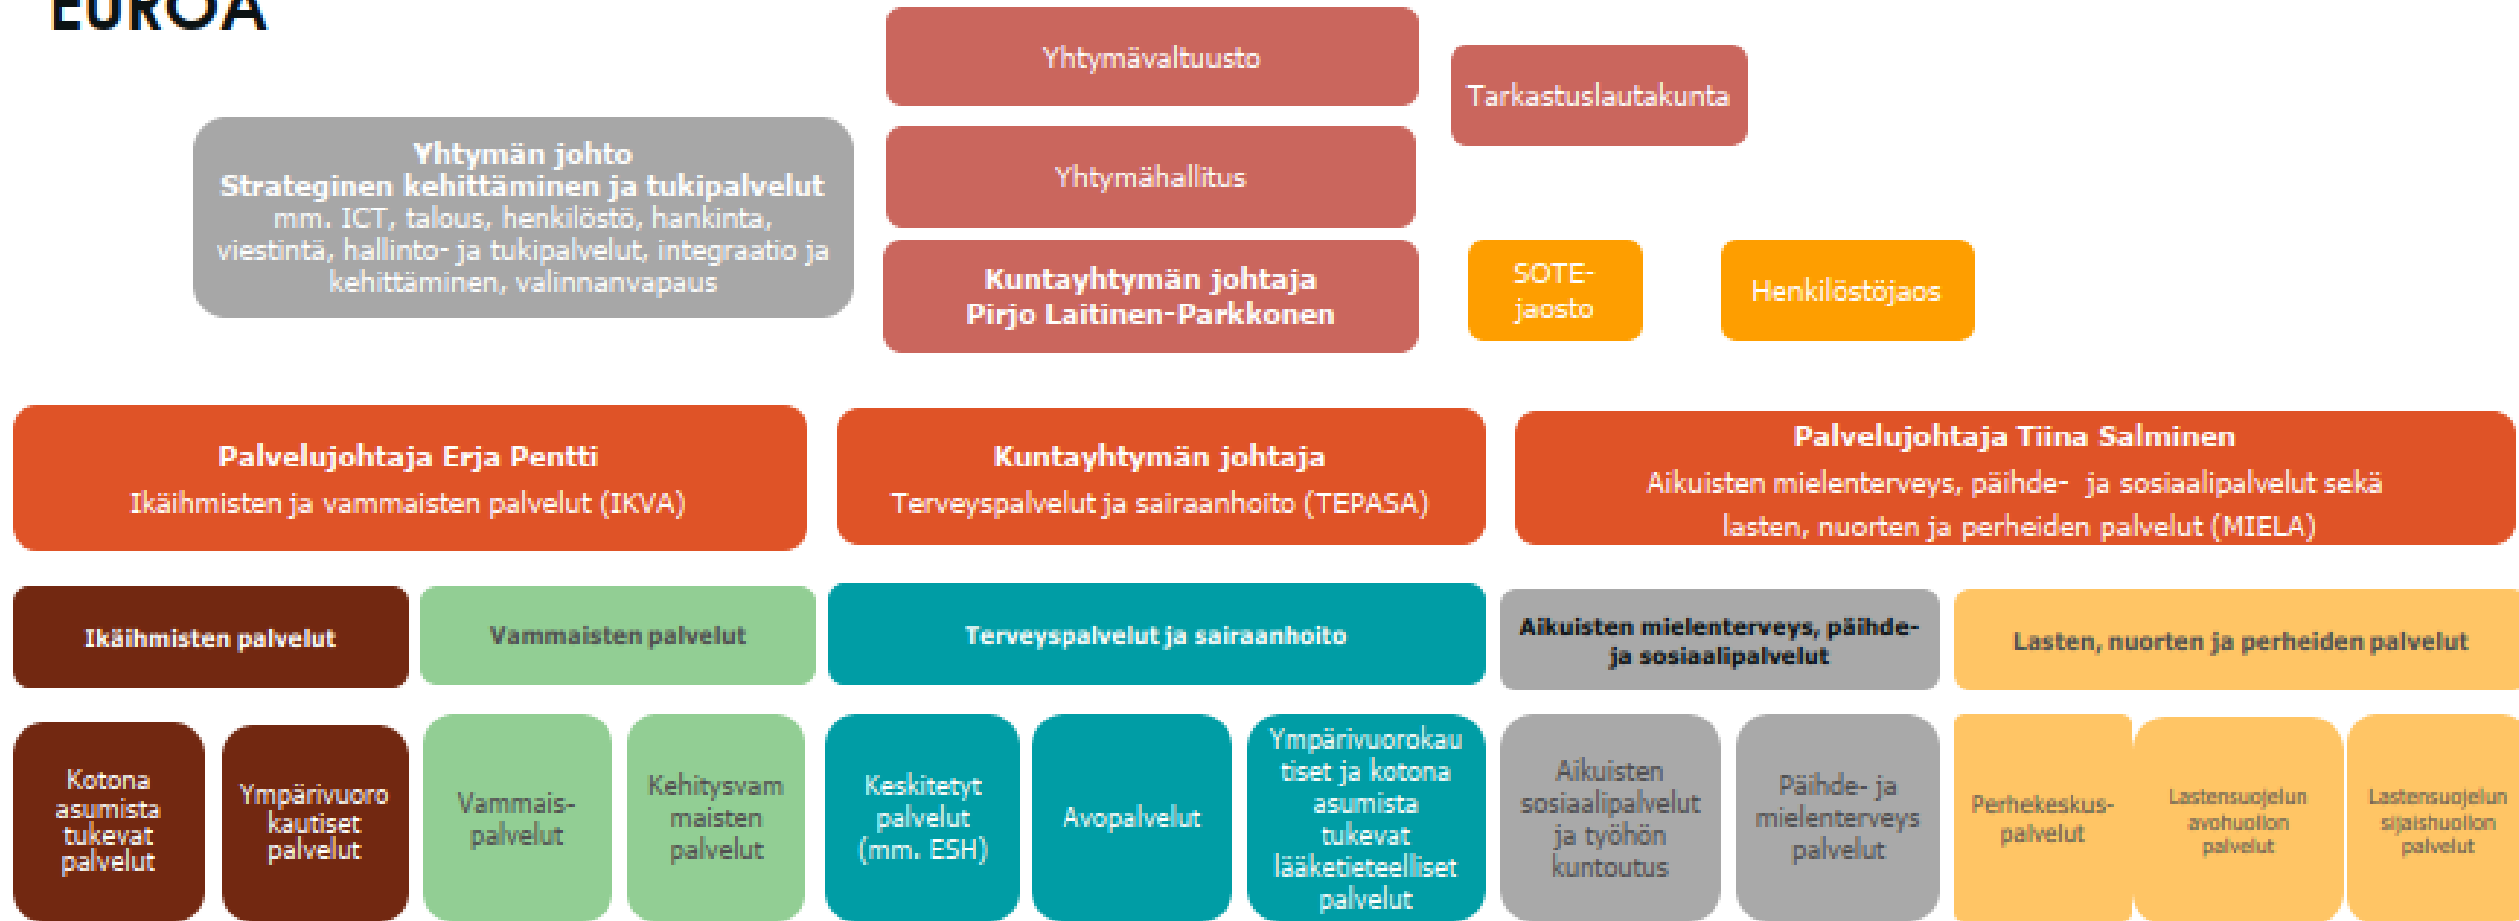 EUROA
Yhtymävaltuusto
Tarkastuslautakunta
Yhtymän johto
Strateginen kehittäminen ja tukipalvelut
mm. ICT, talous, henkilöstö, hankinta,
viestintä, hallinto- ja tukipalvelut, integraatio ja
kehittäminen, valinnanvapaus
Yhtymähallitus
Kuntayhtymän johtaja
Pirjo Laitinen-Parkkonen
SOTE-
jaosto
Henkilöstöjaos
Palvelujohtaja Erja Pentti
Ikäihmisten ja vammaisten palvelut (IKVA)
Kuntayhtymän johtaja
Terveyspalvelut ja sairaanhoito (TEPASA)
Palvelujohtaja Tiina Salminen
Aikuisten mielenterveys, päihde- ja sosiaalipalvelut sekä
lasten, nuorten ja perheiden palvelut (MIELA)
Ikäihmisten palvelut
Vammaisten palvelut
Terveyspalvelut ja sairaanhoito
Aikuisten mielenterveys, päihde-
ja sosiaalipalvelut
Lasten, nuorten ja perheiden palvelut
Kotona
asumista
tukevat
palvelut
Ympärivuoro
kautiset
palvelut
Vammais-
palvelut
Kehitysvam
maisten
palvelut
Keskitetyt
palvelut
(mm. ESH)
Avopalvelut
Ympärivuorokau
tiset ja kotona
asumista
tukevat
lääketieteelliset
palvelut
Aikuisten
sosiaalipalvelut
ja työhön
kuntoutus
Päihde- ja
mielenterveys
palvelut
Perhekeskus-
palvelut
Lastensuojelun
avohuollon
palvelut
Lastensuojelun
sijaishuollon
palvelut